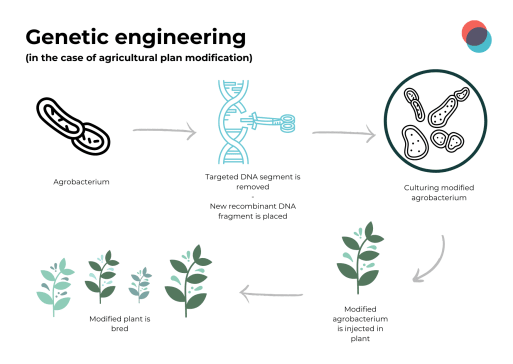 Genetic engineering
(in the case of agricultural plan modification)
Agrobacterium
Targeted DNA segment is
removed
-
New recombinant DNA
fragment is placed
Culturing modified
agrobacterium
Modified
agrobacterium
is injected in
plant
Modified plant is
bred